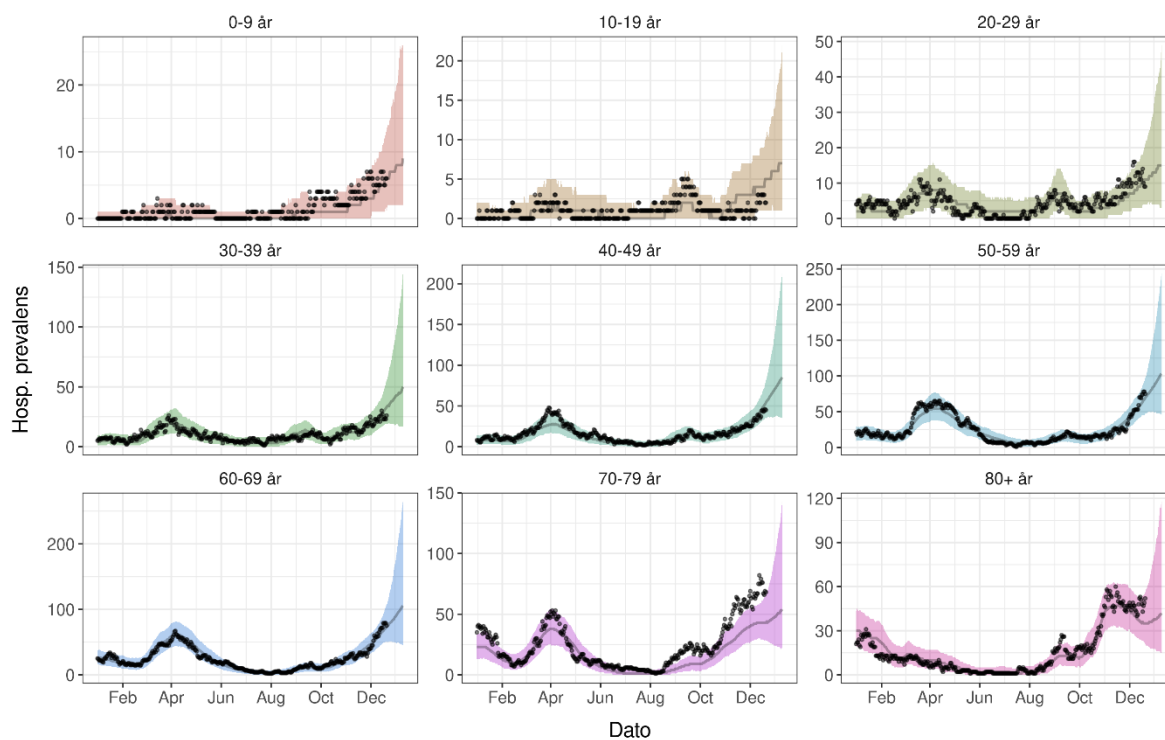 0-9 år
10-19 år
20-29 år
0
10
20
0
5
10
15
20
0
10
20
30
40
50
30-39 år
40-49 år
50-59 år
0
50
100
150
0
50
100
150
200
0
50
100
150
200
250
Hosp. prevalens
60-69 år
70-79 år
80+ år
0
100
200
0
50
100
150
0
30
60
90
120
Feb Apr Jun Aug Oct Dec
Feb Apr Jun Aug Oct Dec
Feb Apr Jun Aug Oct Dec
Dato